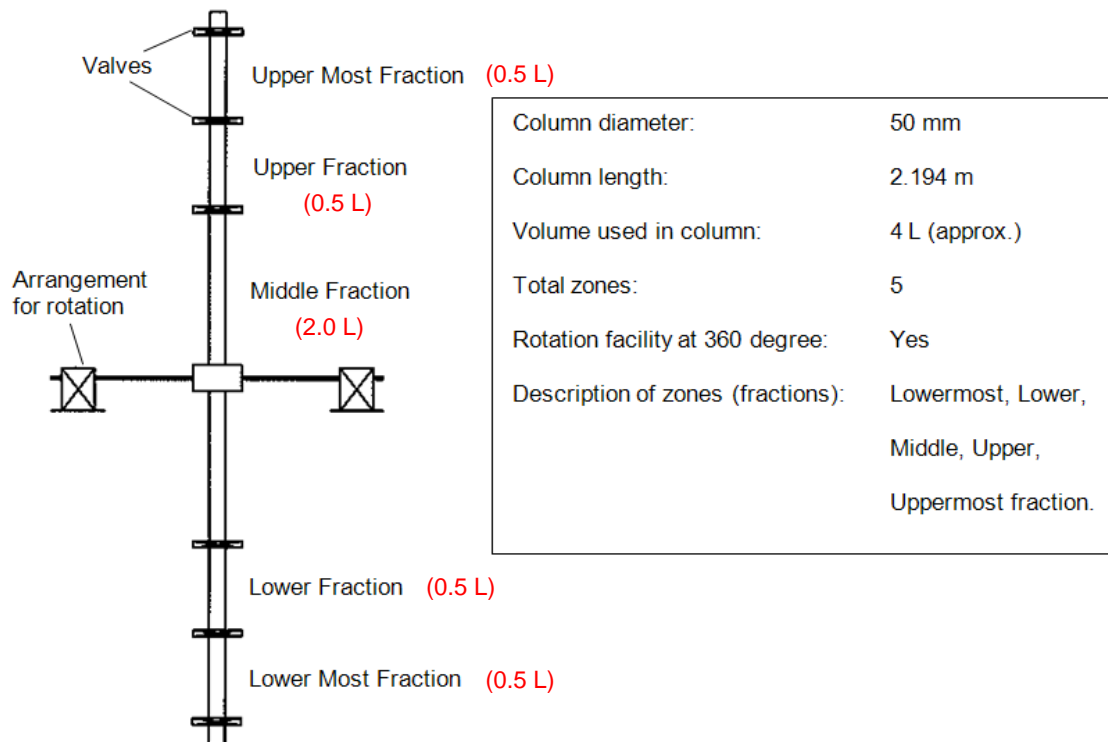 Valves
Upper Most Fraction (0.5 L)
Upper Fraction
(0.5 L)
Arrangement
for rotation
Middle Fraction
(2.0 L)
Lower Fraction (0.5 L)
Lower Most Fraction (0.5 L)
Column diameter: 50 mm
Column length: 2.194 m
Volume used in column: 4 L (approx.)
Total zones: 5
Rotation facility at 360 degree: Yes
Description of zones (fractions): Lowermost, Lower,
Middle, Upper,
Uppermost fraction.